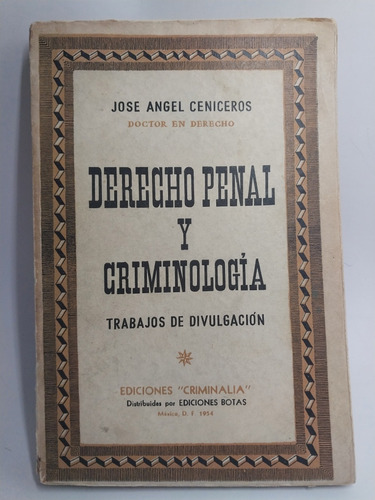 JOSE ANGEL CENICEROS
DOCTOR EN DERECHO
DERECHO PENAL
Y
CRIMINOLOGÍA
TRABAJOS DE DIVULGACIÓN
EDICIONES "CRIMINALIA"
Distribuidas por EDICIONES BOTAS
México, D. F. 1954